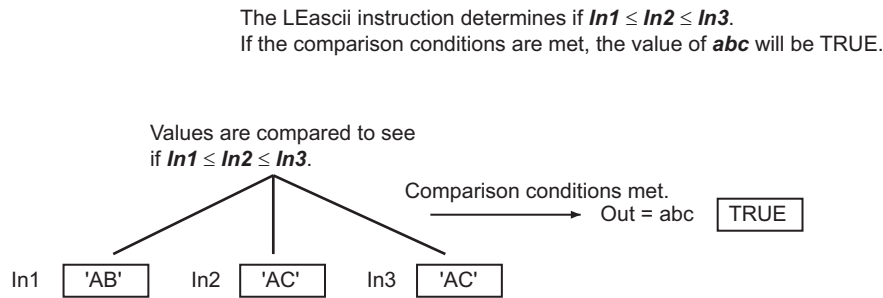 The LEascii instruction determines if In1 ≤ In2 ≤ In3.
If the comparison conditions are met, the value of abc will be TRUE.
Values are compared to see
if In1 ≤ In2 ≤ In3.
Comparison conditions met.
Out = abc TRUE
In1 'AB' In2 'AC' In3 'AC'